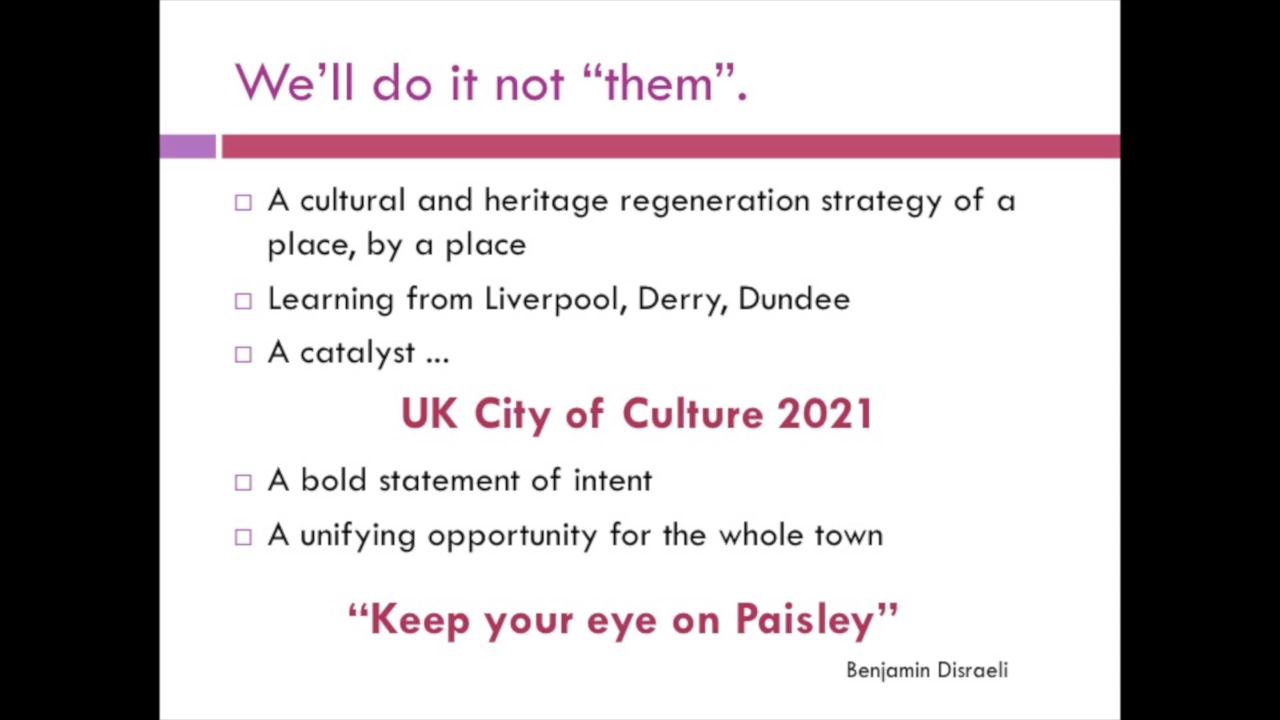 We’ll do it not “them”.
A cultural and heritage regeneration strategy of a
place, by a place
Learning from Liverpool, Derry, Dundee
A catalyst ...
UK City of Culture 2021
A bold statement of intent
A unifying opportunity for the whole town
“Keep your eye on Paisley”
Benjamin Disraeli